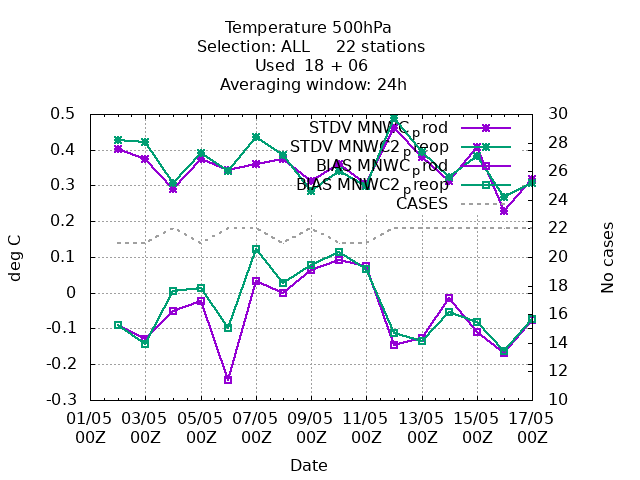 Temperature 500hPa
Selection: ALL     22 stations
Used  18 + 06
Averaging window: 24h
STDV MNWC_prod
STDV MNWC2_preop
BIAS MNWC_prod
BIAS MNWC2_preop
CASES
0.5
0.4
0.3
0.2
0.1
0
-0.1
-0.2
-0.3
deg C
30
28
26
24
22
20
18
16
14
12
10
No cases
01/05 03/05 05/05 07/05 09/05 11/05 13/05 15/05 17/05
00Z 00Z 00Z 00Z 00Z 00Z 00Z 00Z 00Z
Date